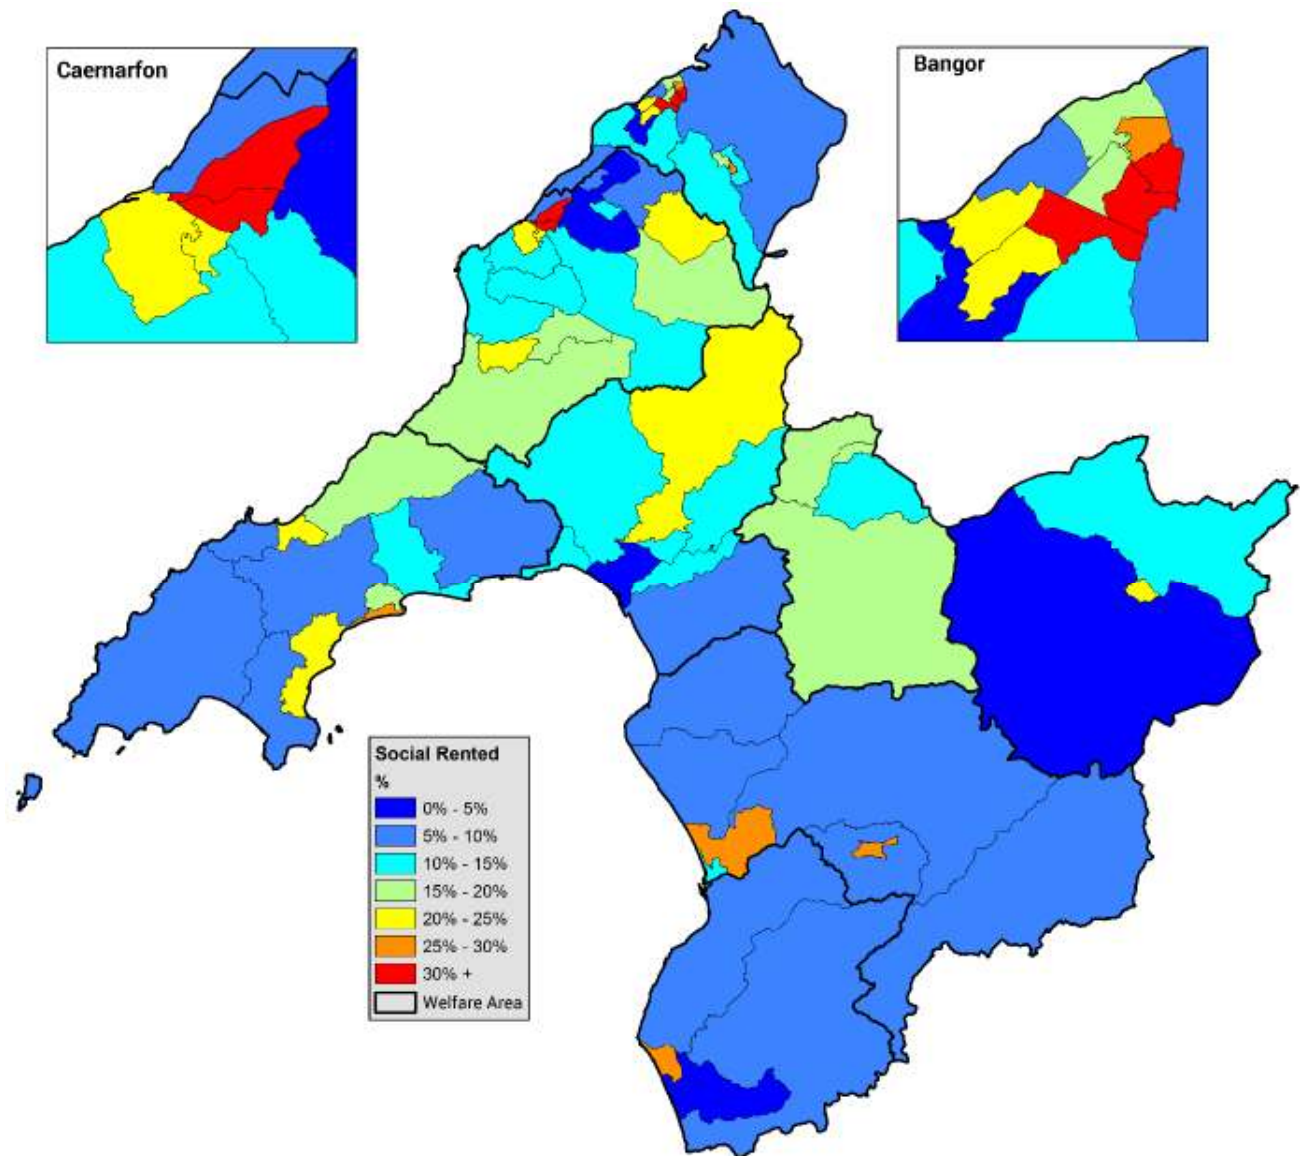 Caernarfon
Bangor
Social Rented
%
0% - 5%
5% - 10%
10% - 15%
15% - 20%
20% - 25%
25% - 30%
30% +
Welfare Area